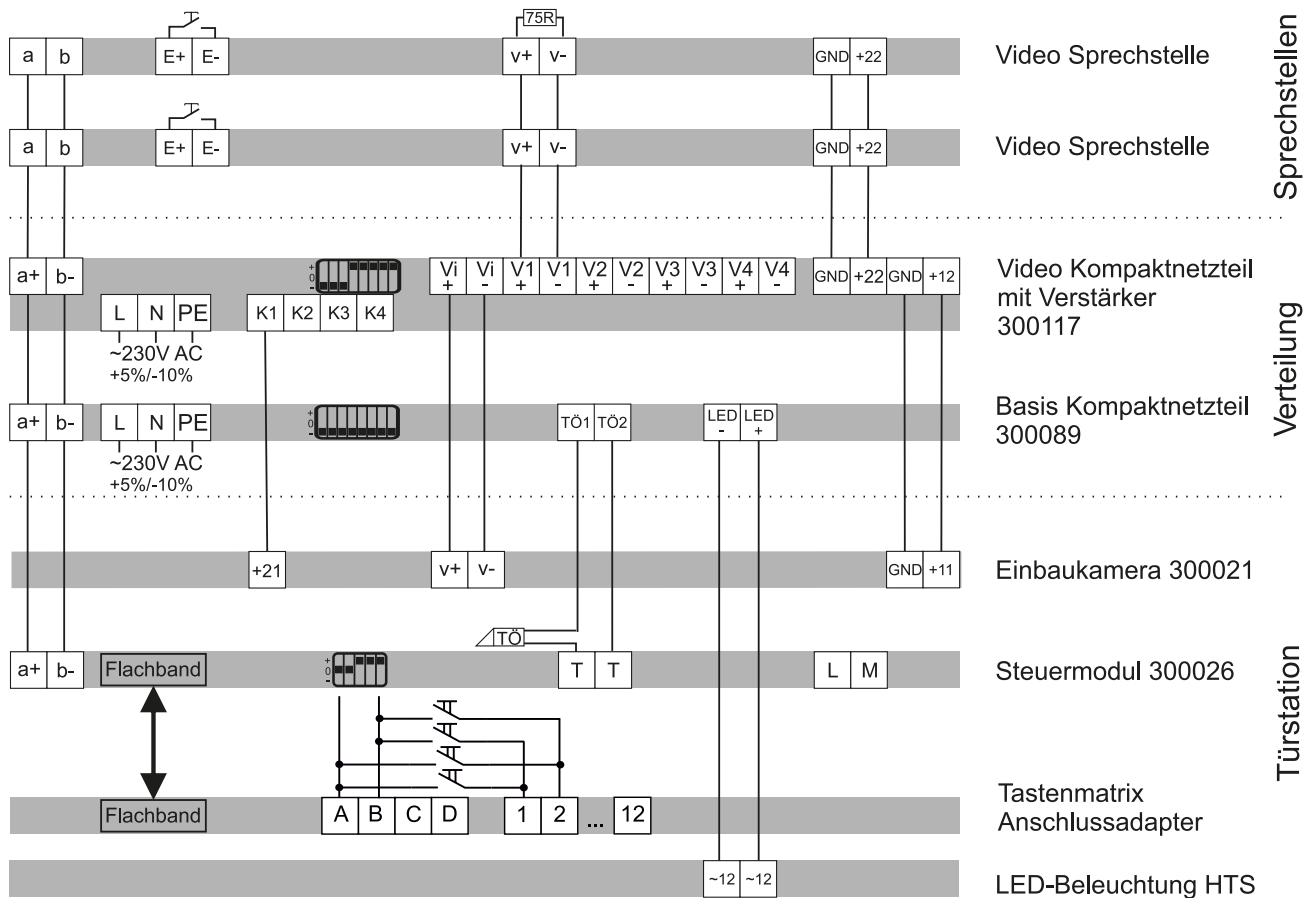 75R
a b E+ E- v+ v- GND +22 Video Sprechstelle
a b E+ E- v+ v- GND +22 Video Sprechstelle
Sprechstellen
a+ b- + 0 - Vi + Vi - V1 + V1 - V2 + V2 - V3 + V3 - V4 + V4 - GND +22 GND +12 Video Kompaktnetzteil
mit Verstärker
300117
L N PE K1 K2 K3 K4
~230V AC
+5%/-10%
a+ b- L N PE + 0 - TÖ1 TÖ2 LED - LED + Basis Kompaktnetzteil
300089
~230V AC
+5%/-10%
Verteilung
+21 v+ v- GND +11 Einbaukamera 300021
TÖ
a+ b- Flachband + 0 - T T L M Steuermodul 300026
Flachband A B C D 1 2 ... 12 Tastenmatrix
Anschlussadapter
~12 ~12 LED-Beleuchtung HTS
Türstation